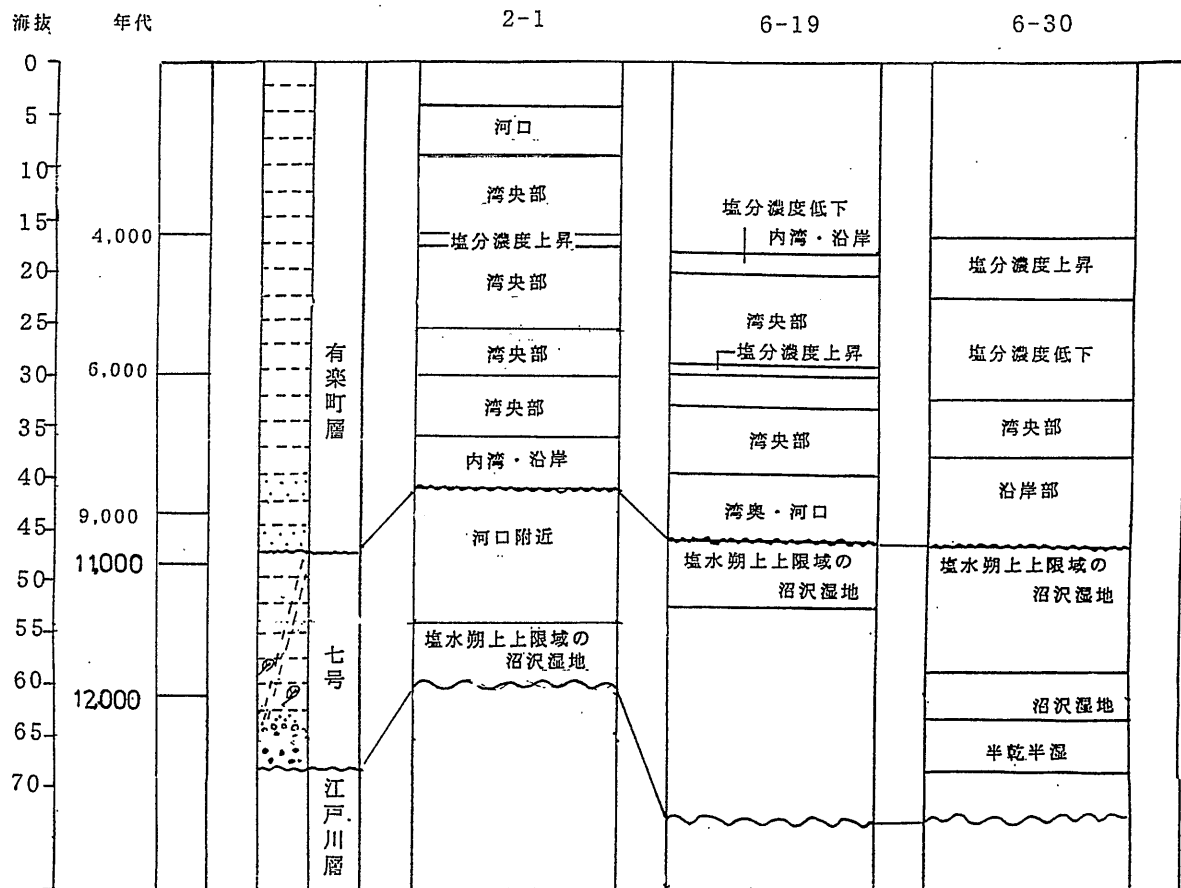 海抜 年代 2-1 6-19 6-30
0
5
10
15
20
25
30
35
40
45
50
55
60
65
70
4,000
6,000
9,000
11,000
12,000
有楽町層
七号
江戸川層
河口
湾央部
塩分濃度上昇
湾央部
湾央部
湾央部
内湾・沿岸
河口附近
塩水朔上上限域の
沼沢湿地
塩分濃度低下
内湾・沿岸
湾央部
塩分濃度上昇
湾央部
湾奥・河口
塩水朔上上限域の
沼沢湿地
塩分濃度上昇
塩分濃度低下
湾央部
沿岸部
塩水朔上上限域の
沼沢湿地
沼沢湿地
半乾半湿